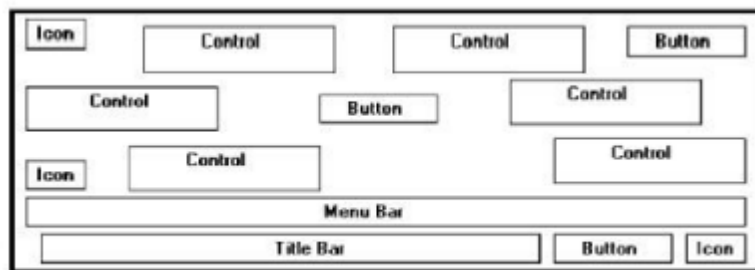 Icon
Control
Control
Button
Control
Button
Control
Icon
Control
Control
Menu Bar
Title Bar
Button
Icon